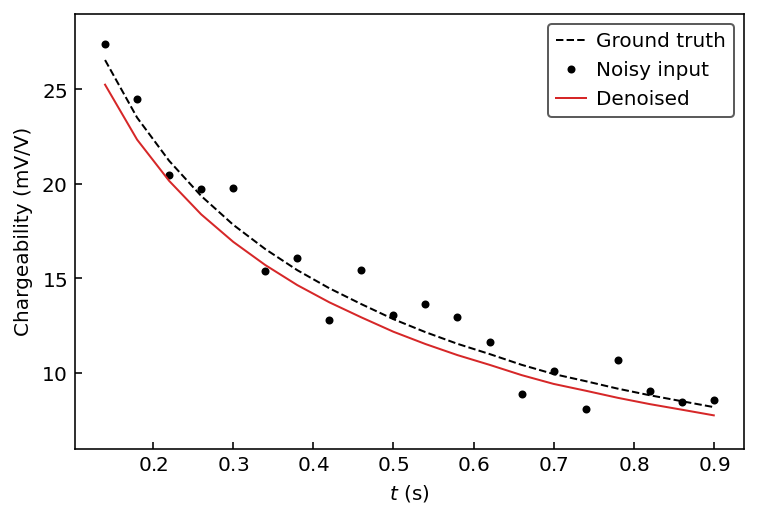 Ground truth
Noisy input
Denoised
Chargeability (mV/V)
25
20
15
10
0.2 0.3 0.4 0.5 0.6 0.7 0.8 0.9
t (s)